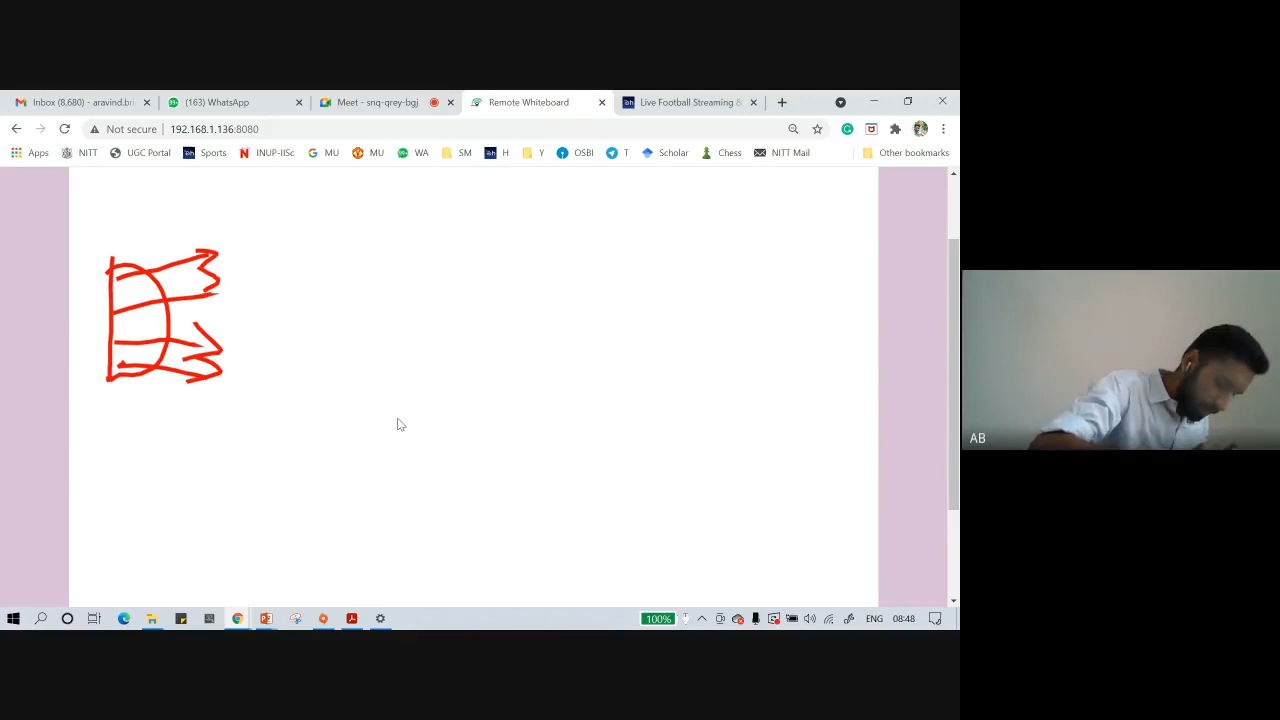 Inbox (8,680) - aravind.bri (163) WhatsApp Meet - snq-qrey-bgj Remote Whiteboard Live Football Streaming &
Not secure 192.168.1.136:8080
Apps NITT UGC Portal Sports INUP-IISc MU MU WA SM H Y OSBI T Scholar Chess NITT Mail Other bookmarks
AB
100% ENG 08:48